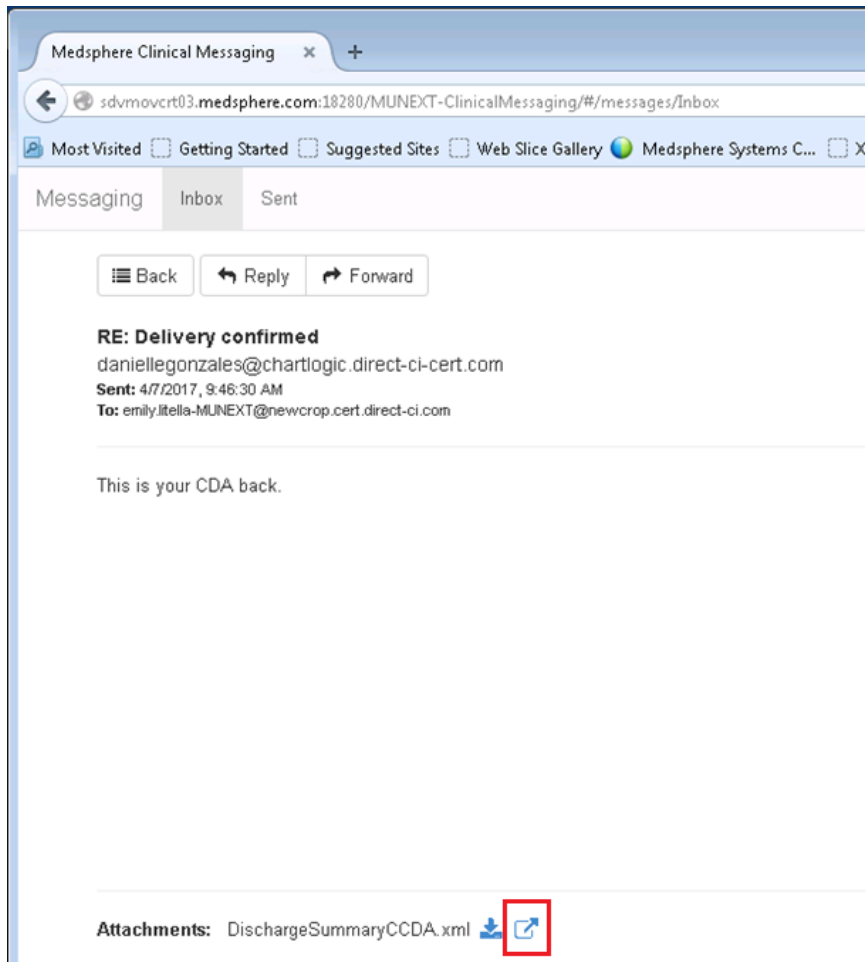 Medsphere Clinical Messaging
sdvmovcrt03.medsphere.com:18280/MUNEXT-ClinicalMessaging/#/messages/Inbox
Most Visited Getting Started Suggested Sites Web Slice Gallery Medsphere Systems C... X
Messaging Inbox Sent
Back Reply Forward
RE: Delivery confirmed
daniellegonzales@chartlogic.direct-ci-cert.com
Sent: 4/7/2017, 9:46:30 AM
To: emily.litella-MUNEXT@newcrop.cert.direct-ci.com
This is your CDA back.
Attachments: DischargeSummaryCCDA.xml